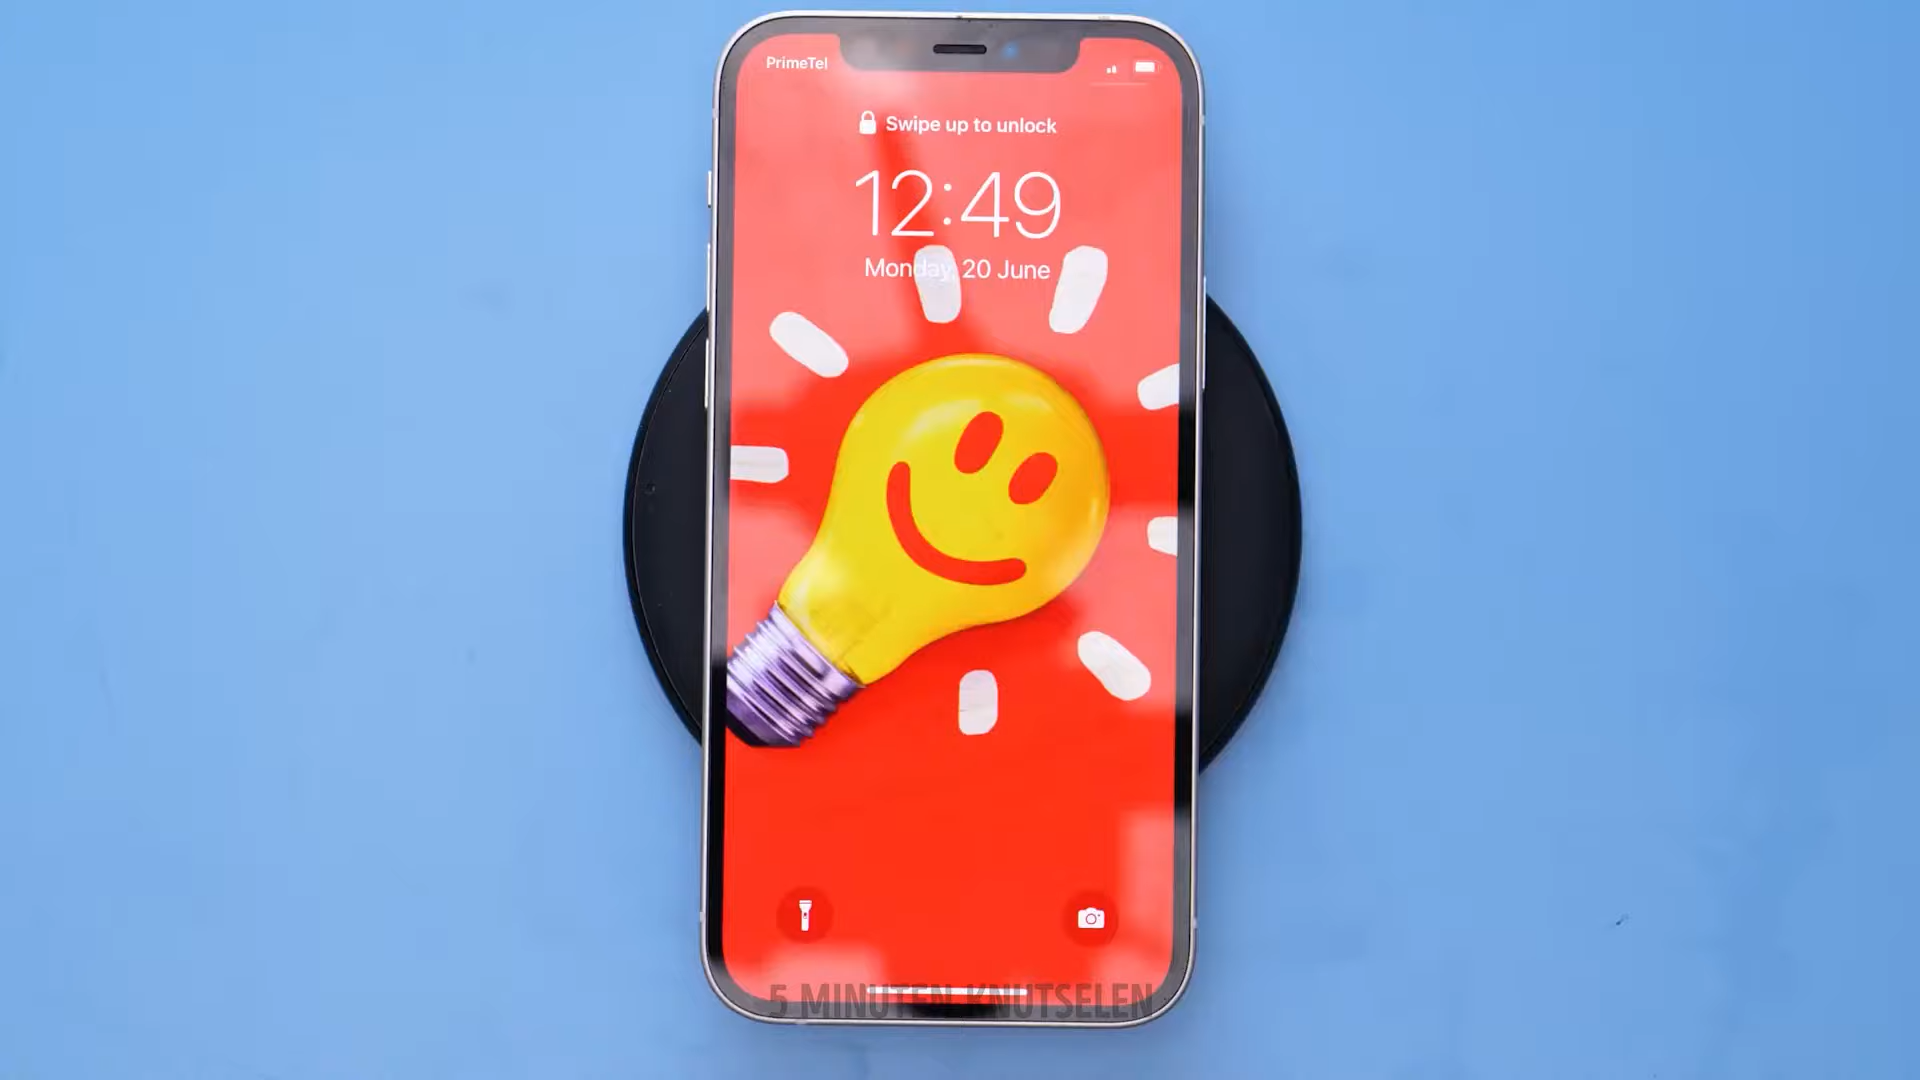 PrimeTel
Swipe up to unlock
12:49
Monday, 20 June
5 MINUTEN KNUTSELEN